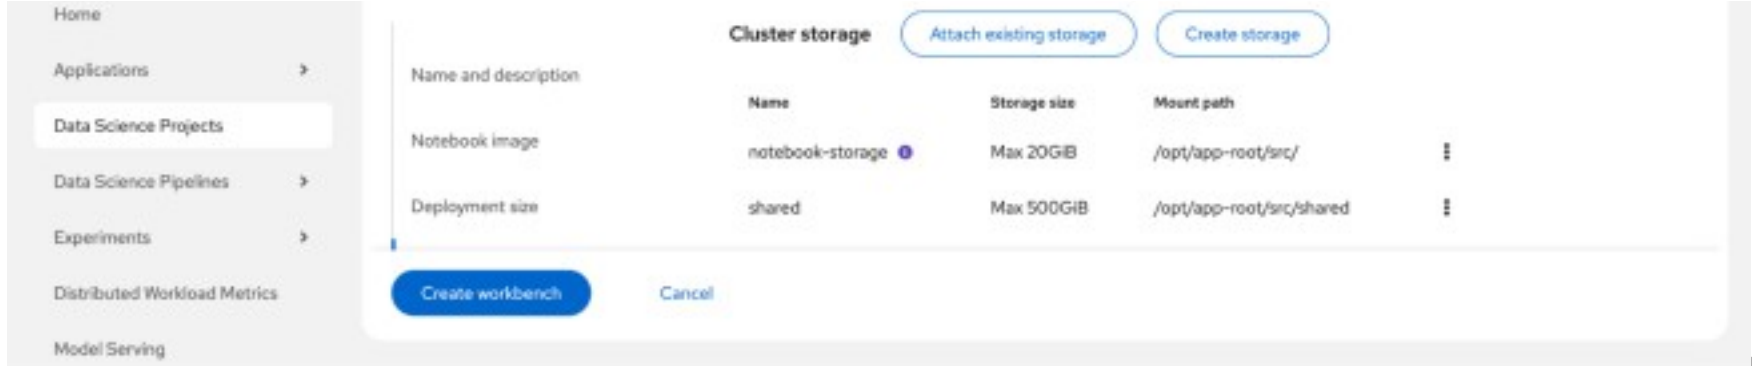 Home
Applications
Data Science Projects
Data Science Pipelines
Experiments
Distributed Workload Metrics
Model Serving
Name and description
Notebook image
Deployment size
Cluster storage Attach existing storage Create storage
Name Storage size Mount path
notebook-storage Max 20GiB /opt/app-root/src/
shared Max 500GiB /opt/app-root/src/shared
Create workbench Cancel